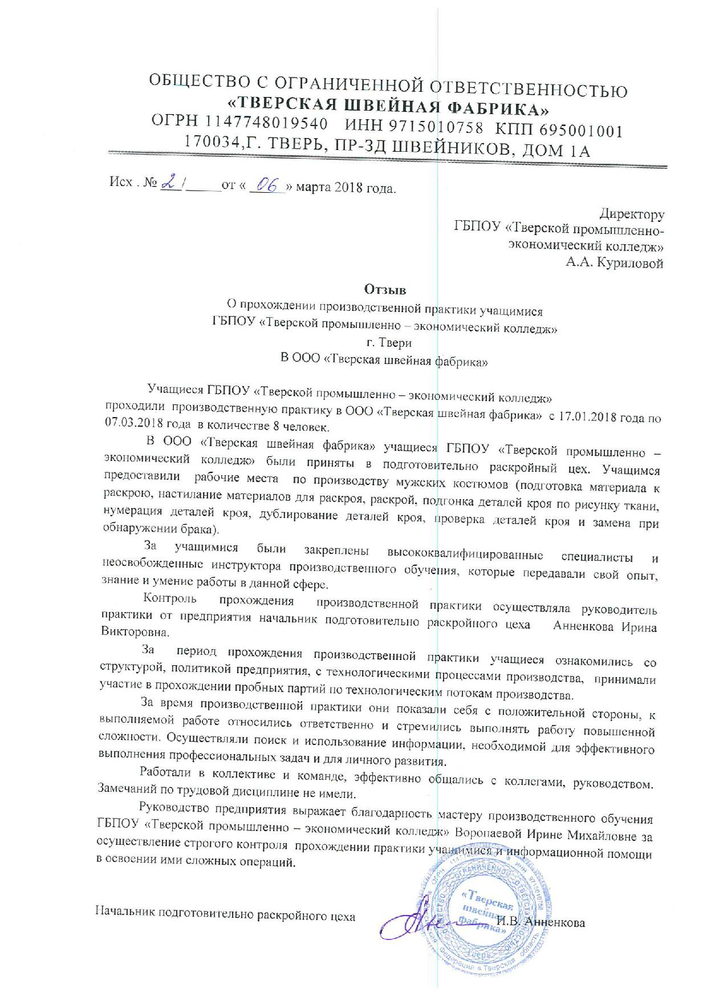 ОБЩЕСТВО С ОГРАНИЧЕННОЙ ОТВЕТСТВЕННОСТЬЮ
«ТВЕРСКАЯ ШВЕЙНАЯ ФАБРИКА»
ОГРН 1147748019540 ИНН 9715010758 КПП 695001001
170034,Г. ТВЕРЬ, ПР-ЗД ШВЕЙНИКОВ, ДОМ 1А
Исх . № 2/_____от « 06 » марта 2018 года.
Директору
ГБПОУ «Тверской промышленно-
экономический колледж»
А.А. Куриловой
Отзыв
О прохождении производственной практики учащимися
ГБПОУ «Тверской промышленно – экономический колледж»
г. Твери
В ООО «Тверская швейная фабрика»
Учащиеся ГБПОУ «Тверской промышленно – экономический колледж»
проходили производственную практику в ООО «Тверская швейная фабрика» с 17.01.2018 года по
07.03.2018 года в количестве 8 человек.
В ООО «Тверская швейная фабрика» учащиеся ГБПОУ «Тверской промышленно –
экономический колледж» были приняты в подготовительно раскройный цех. Учащимся
предоставили рабочие места по производству мужских костюмов (подготовка материала к
раскрою, настилание материалов для раскроя, раскрой, подгонка деталей кроя по рисунку ткани,
нумерация деталей кроя, дублирование деталей кроя, проверка деталей кроя и замена при
обнаружении брака).
За учащимися были закреплены высококвалифицированные специалисты и
неосвобожденные инструктора производственного обучения, которые передавали свой опыт,
знание и умение работы в данной сфере.
Контроль прохождения производственной практики осуществляла руководитель
практики от предприятия начальник подготовительно раскройного цеха Анненкова Ирина
Викторовна.
За период прохождения производственной практики учащиеся ознакомились со
структурой, политикой предприятия, с технологическими процессами производства, принимали
участие в прохождении пробных партий по технологическим потокам производства.
За время производственной практики они показали себя с положительной стороны, к
выполняемой работе относились ответственно и стремились выполнять работу повышенной
сложности. Осуществляли поиск и использование информации, необходимой для эффективного
выполнения профессиональных задач и для личного развития.
Работали в коллективе и команде, эффективно общались с коллегами, руководством.
Замечаний по трудовой дисциплине не имели.
Руководство предприятия выражает благодарность мастеру производственного обучения
ГБПОУ «Тверской промышленно – экономический колледж» Воропаевой Ирине Михайловне за
осуществление строгого контроля прохождении практики учащимися и информационной помощи
в освоении ими сложных операций.
Начальник подготовительно раскройного цеха И.В. Анненкова
«Тверская
швейная
фабрика»
ОБЩЕСТВО С ОГРАНИЧЕННОЙ ОТВЕТСТВЕННОСТЬЮ
г. Тверь
ОГРН 1147748019540 * ИНН 9715010758
Российская Федерация * Тверская область